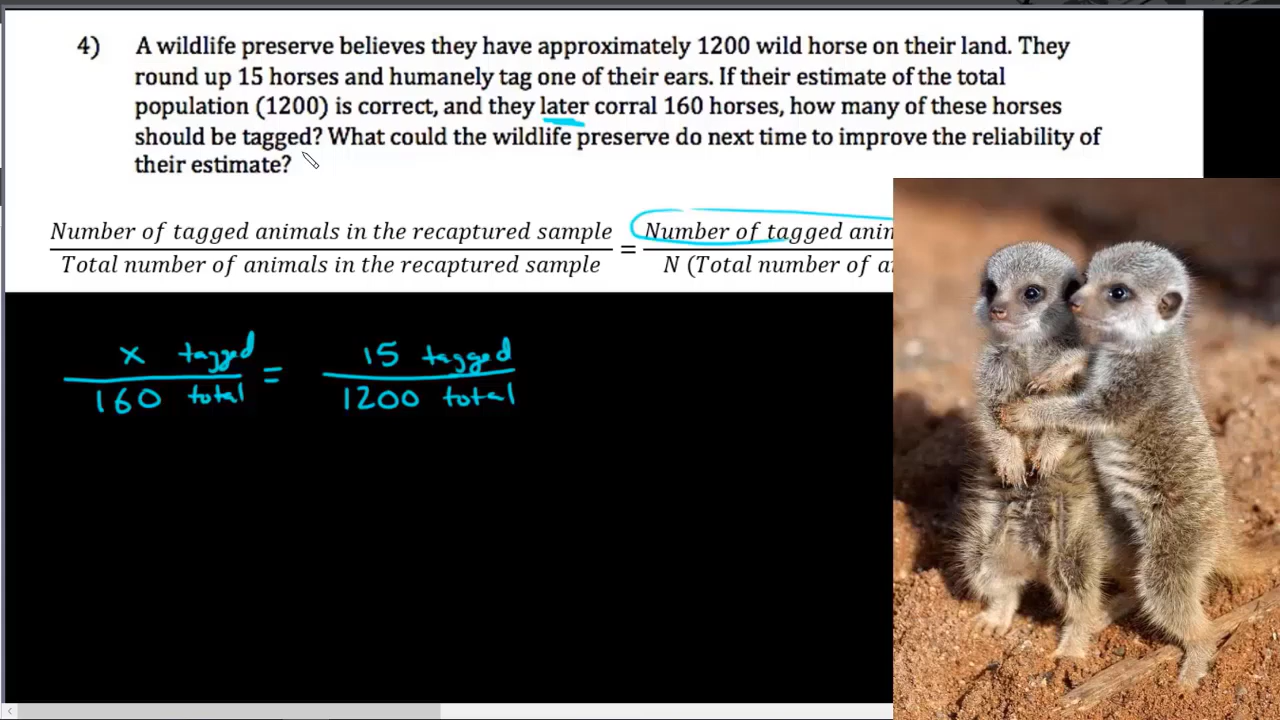 4) A wildlife preserve believes they have approximately 1200 wild horse on their land. They
round up 15 horses and humanely tag one of their ears. If their estimate of the total
population (1200) is correct, and they later corral 160 horses, how many of these horses
should be tagged? What could the wildlife preserve do next time to improve the reliability of
their estimate?
Number of tagged animals in the recaptured sample
Total number of animals in the recaptured sample
=
Number of tagged anim
N (Total number of a
x tagged
160 total
=
15 tagged
1200 total